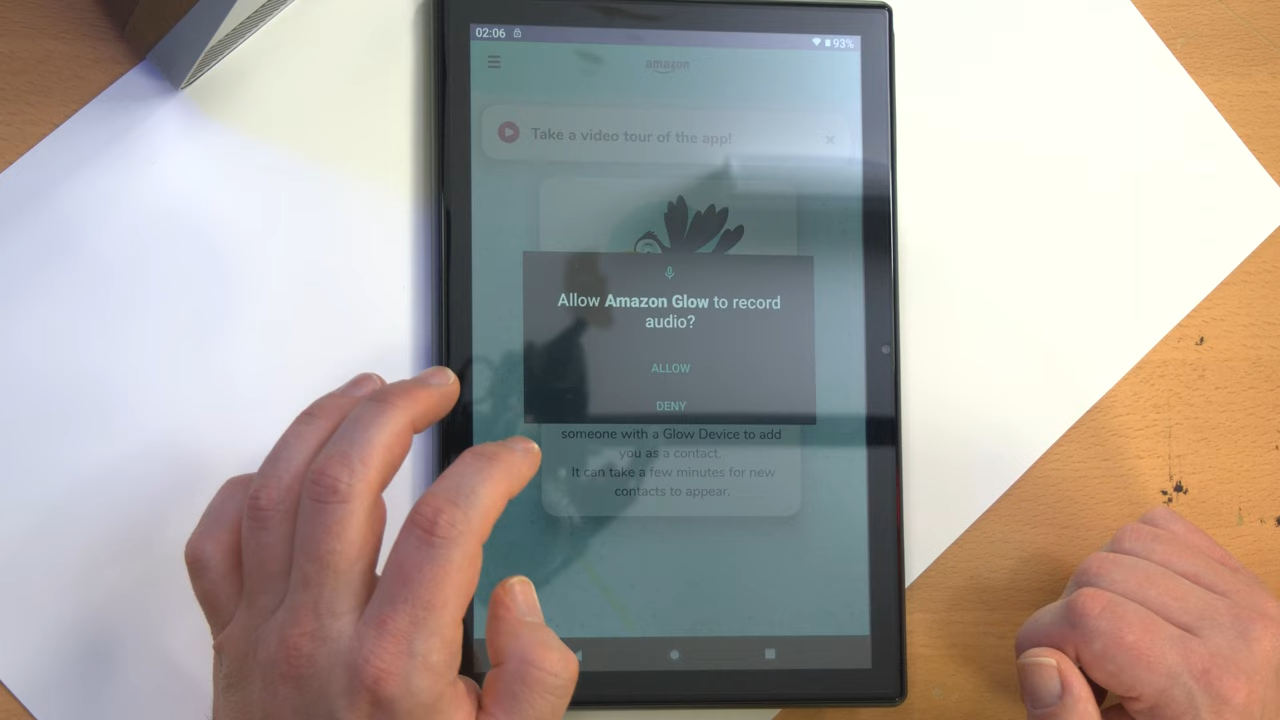 02:06
93%
amazon
Take a video tour of the app!
Allow Amazon Glow to record
audio?
ALLOW
DENY
someone with a Glow Device to add
you as a contact.
It can take a few minutes for new
contacts to appear.